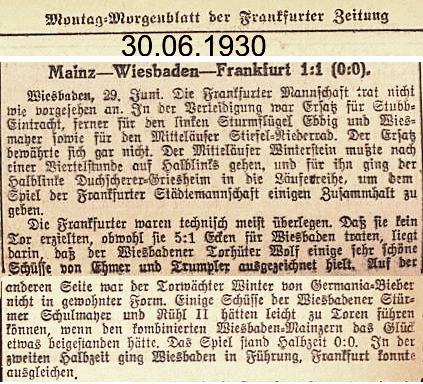 Montag=Morgenblatt der Frankfurter Zeitung
30.06.1930
Mainz—Wiesbaden—Frankfurt 1:1 (0:0).
Wiesbaden, 29. Juni. Die Frankfurter Mannschaft trat nicht
wie vorgesehen an. In der Verteidigung war Ersatz für Stubb=
Eintracht, ferner für den linken Sturmflügel Ebbig und Wies=
mayer sowie für den Mitteläufer Stiefel=Niederrad. Der Ersatz
bewährte sich gar nicht. Der Mitteläufer Winterstein mußte nach
einer Viertelstunde auf Halblinks gehen, und für ihn ging der
Halblinke Duchscherer=Griesheim in die Läuferreihe, um dem
Spiel der Frankfurter Städtemannschaft einigen Zusammhalt zu
geben.
Die Frankfurter waren technisch meist überlegen. Daß sie kein
Tor erzielten, obwohl sie 5:1 Ecken für Wiesbaden traten, liegt
darin, daß der Wiesbadener Torhüter Wolf einige sehr schöne
Schüsse von Ehmer und Trumpler ausgezeichnet hielt. Auf der
anderen Seite war der Torwächter Winter von Germania=Bieber
nicht in gewohnter Form. Einige Schüsse der Wiesbadener Stür=
mer Schulmayer und Rühl II hätten leicht zu Toren führen
können, wenn den kombinierten Wiesbaden=Mainzern das Glück
etwas beigestanden hätte. Das Spiel stand Halbzeit 0:0. In der
zweiten Halbzeit ging Wiesbaden in Führung, Frankfurt konnte
ausgleichen.